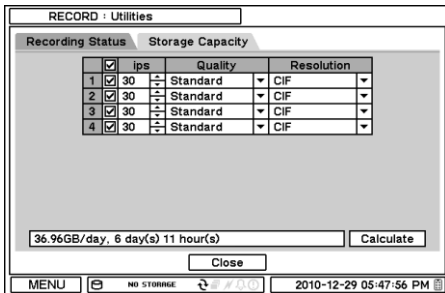 RECORD : Utilities
Recording Status Storage Capacity
ips Quality Resolution
1 30 Standard CIF
2 30 Standard CIF
3 30 Standard CIF
4 30 Standard CIF
36.96GB/day, 6 day(s) 11 hour(s) Calculate
Close
MENU NO STORAGE 2010-12-29 05:47:56 PM